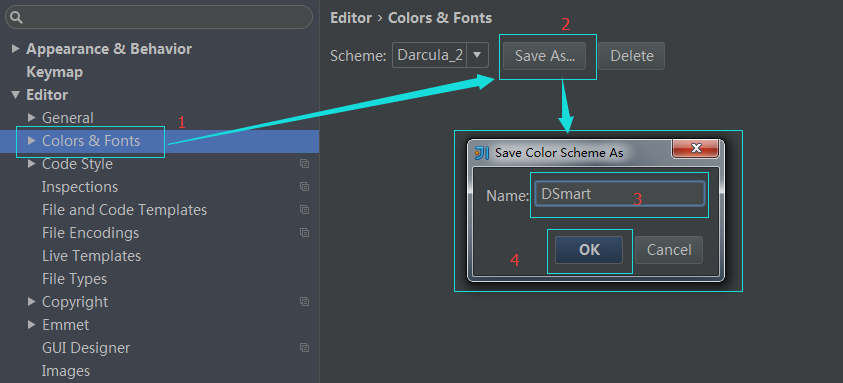 Appearance & Behavior
Keymap
Editor
General
Colors & Fonts
Code Style
Inspections
File and Code Templates
File Encodings
Live Templates
File Types
Copyright
Emmet
GUI Designer
Images
1
Editor › Colors & Fonts
2
Scheme: Darcula_2 Save As... Delete
Save Color Scheme As
Name: DSmart 3
4 OK Cancel